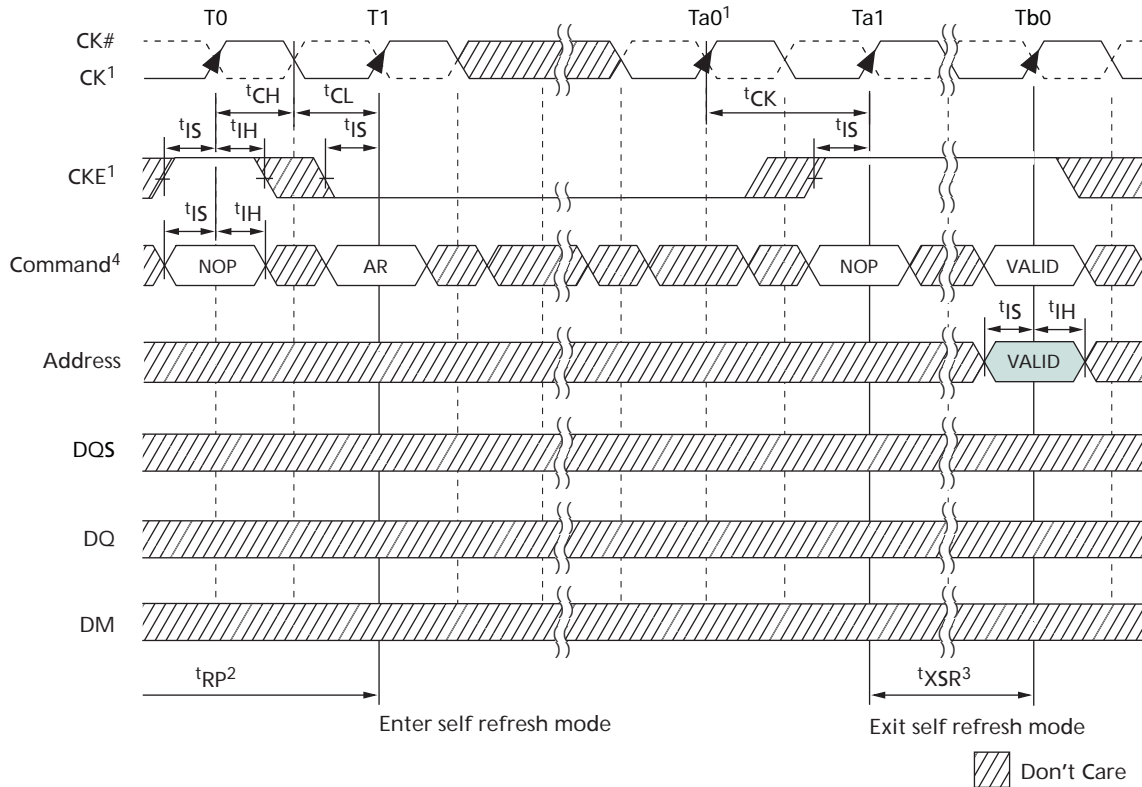 T0 T1 Ta0¹ Ta1 Tb0
CK#
CK¹
tCH tCL tCK
tIS tIH tIS tIS
CKE¹
tIS tIH
Command⁴ NOP AR NOP VALID
tIS tIH
Address VALID
DQS
DQ
DM
tRP² tXSR³
Enter self refresh mode Exit self refresh mode
Don't Care